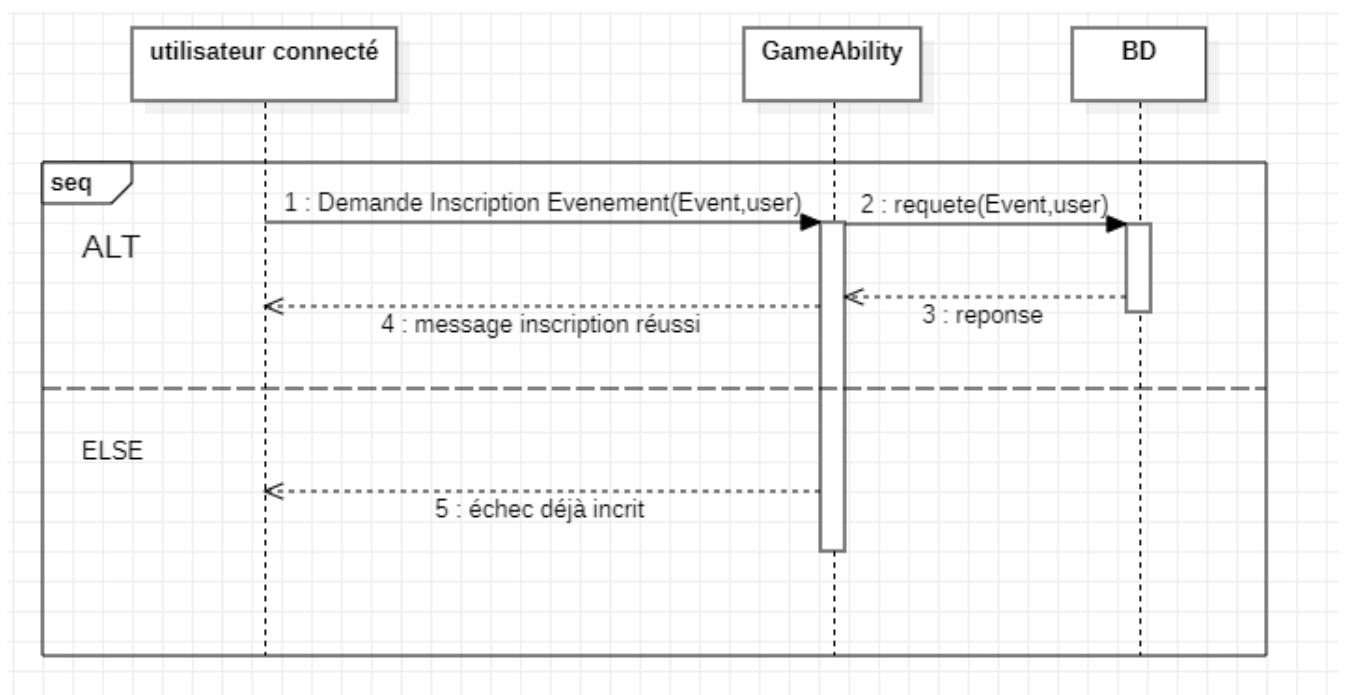 utilisateur connecté
GameAbility
BD
seq
1 : Demande Inscription Evenement(Event,user)
2 : requete(Event,user)
ALT
3 : reponse
4 : message inscription réussi
ELSE
5 : échec déjà incrit